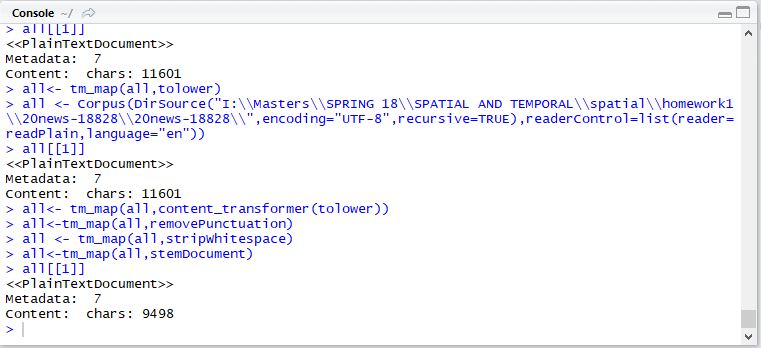 Console ~/
> all[[1]]
<<PlainTextDocument>>
Metadata:  7
Content:  chars: 11601
> all<- tm_map(all,tolower)
> all <- Corpus(DirSource("I:\\Masters\\SPRING 18\\SPATIAL AND TEMPORAL\\spatial\\homework1
\\20news-18828\\20news-18828\\",encoding="UTF-8",recursive=TRUE),readerControl=list(reader=
readPlain,language="en"))
> all[[1]]
<<PlainTextDocument>>
Metadata:  7
Content:  chars: 11601
> all<- tm_map(all,content_transformer(tolower))
> all<-tm_map(all,removePunctuation)
> all <- tm_map(all,stripWhitespace)
> all<-tm_map(all,stemDocument)
> all[[1]]
<<PlainTextDocument>>
Metadata:  7
Content:  chars: 9498
>